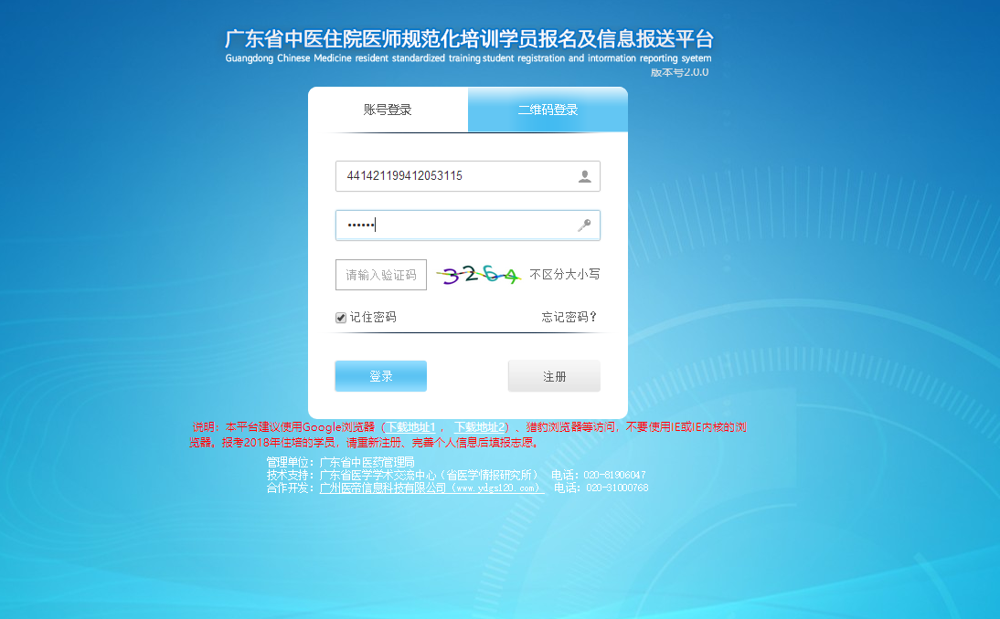 广东省中医住院医师规范化培训学员报名及信息报送平台
Guangdong Chinese Medicine resident standardized training student registration and intormation reporting syetem
版本号2.0.0
账号登录 二维码登录
441421199412053115
••••••
请输入验证码 3264 不区分大小写
记住密码 忘记密码？
登录 注册
说明：本平台建议使用Google浏览器（下载地址1 ， 下载地址2）、猎豹浏览器等访问，不要使用IE或IE内核的浏
览器。报考2018年住培的学员，请重新注册、完善个人信息后填报志愿。
管理单位：广东省中医药管理局
技术支持：广东省医学学术交流中心（省医学情报研究所） 电话：020-81906047
合作开发：广州医帝信息科技有限公司（www.ydgs120.com） 电话：020-31000768